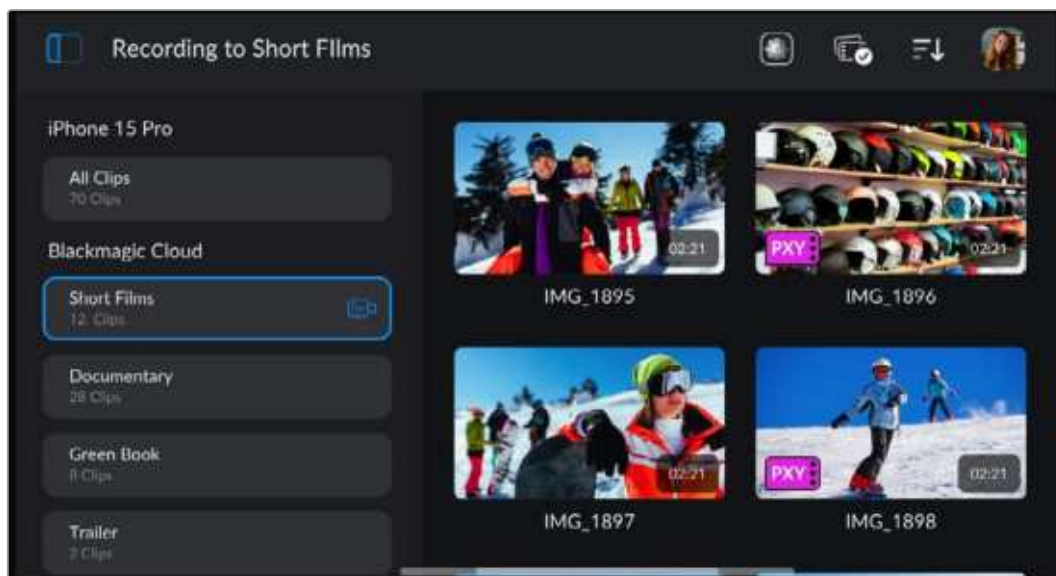 Recording to Short FIlms
iPhone 15 Pro
All Clips
70 Clips
Blackmagic Cloud
Short Films
12 Clips
Documentary
28 Clips
Green Book
8 Clips
Trailer
2 Clips
02:21
IMG_1895
PXY
02:21
IMG_1896
02:21
IMG_1897
PXY
02:21
IMG_1898